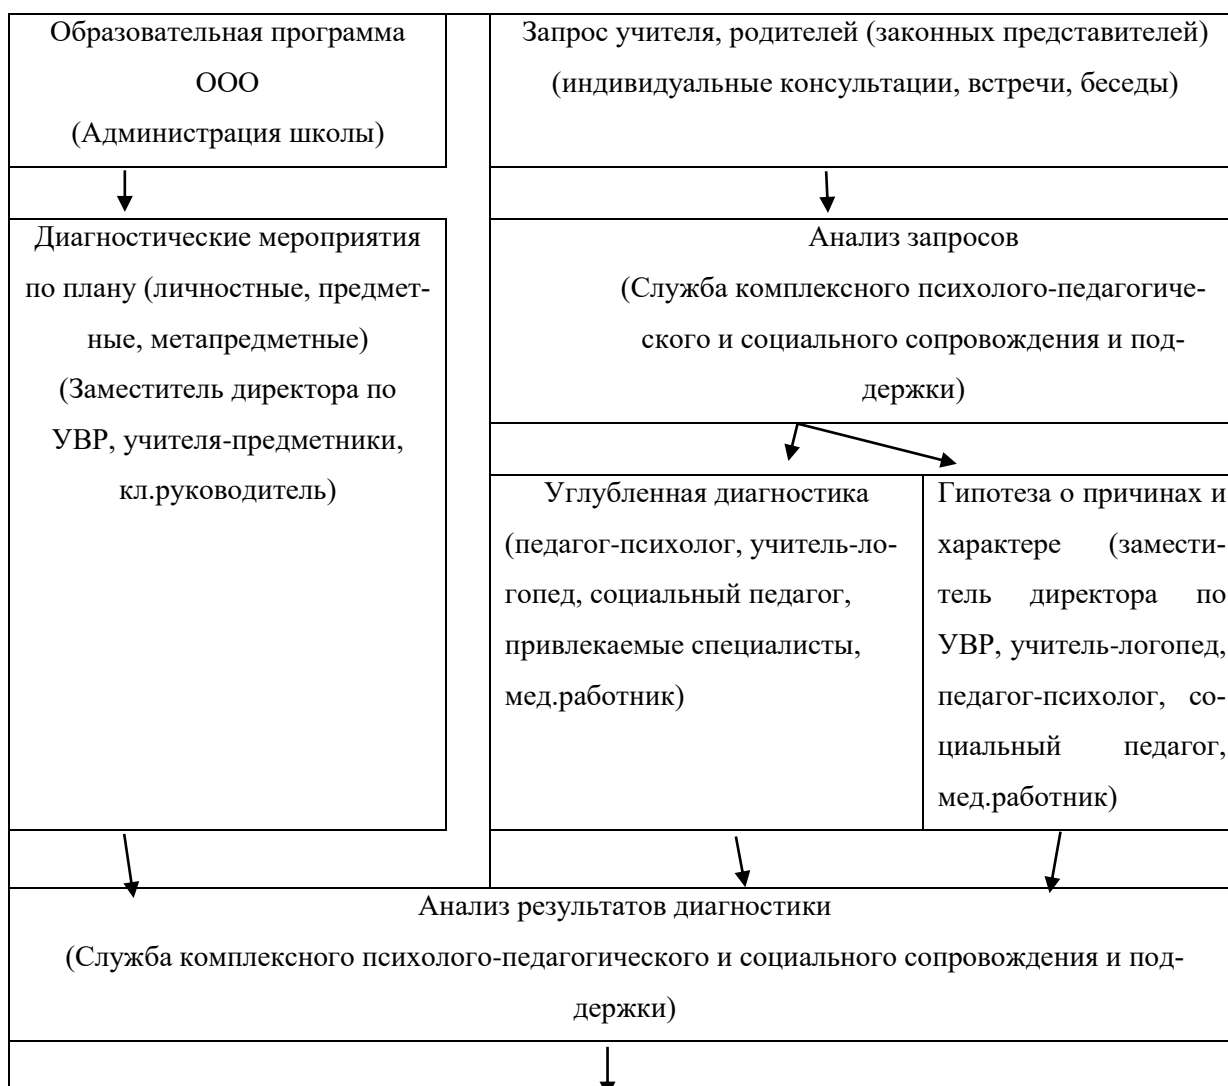 Образовательная программа
ООО
(Администрация школы)
Запрос учителя, родителей (законных представителей)
(индивидуальные консультации, встречи, беседы)
Диагностические мероприятия
по плану (личностные, предмет-
ные, метапредметные)
(Заместитель директора по
УВР, учителя-предметники,
кл.руководитель)
Анализ запросов
(Служба комплексного психолого-педагогиче-
ского и социального сопровождения и под-
держки)
Углубленная диагностика
(педагог-психолог, учитель-ло-
гопед, социальный педагог,
привлекаемые специалисты,
мед.работник)
Гипотеза о причинах и
характере (замести-
тель директора по
УВР, учитель-логопед,
педагог-психолог, со-
циальный педагог,
мед.работник)
Анализ результатов диагностики
(Служба комплексного психолого-педагогического и социального сопровождения и под-
держки)